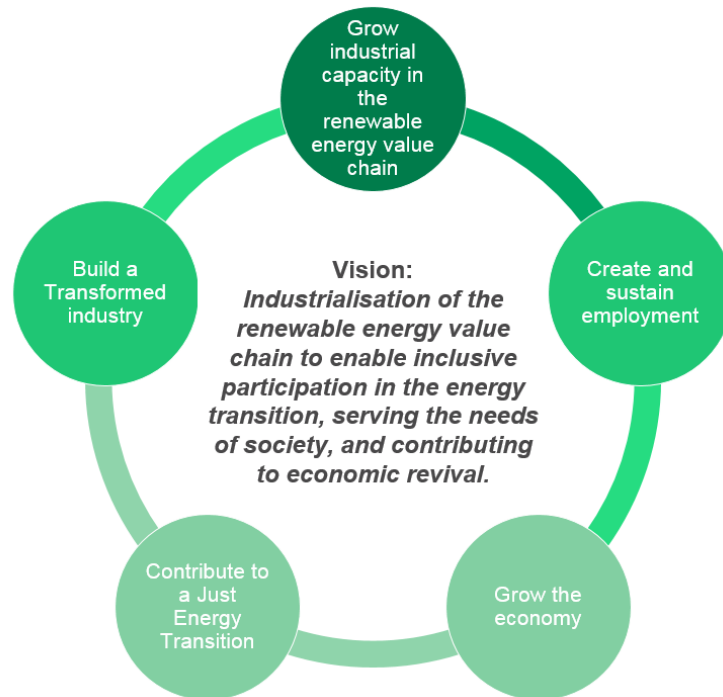 Grow
industrial
capacity in
the
renewable
energy value
chain
Build a
Transformed
industry
Create and
sustain
employment
Vision:
Industrialisation of the
renewable energy value
chain to enable inclusive
participation in the energy
transition, serving the needs
of society, and contributing
to economic revival.
Contribute to
a Just
Energy
Transition
Grow the
economy